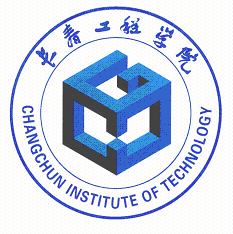 长春工程学院
CHANGCHUN INSTITUTE OF TECHNOLOGY